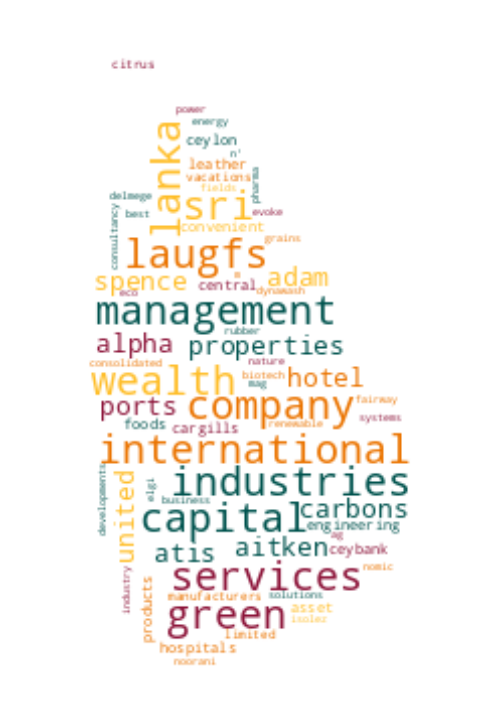 citrus
power
energy
ceylon
n'
leather
vacations
fields
pharma
lanka
delmege
best
consultancy
sri
evoke
convenient
grains
laugfs
spence
adam
central
eco
dynawash
management
rubber
alpha
properties
consolidated
nature
wealth
biotech
mag
hotel
fairway
ports
company
systems
foods
cargills
renewable
international
developments
united
elgi
industries
business
capital
carbons
engineering
ag
atis
aitken
ceybank
industry
products
services
nomic
manufacturers
solutions
green
asset
isolez
limited
hospitals
noorani